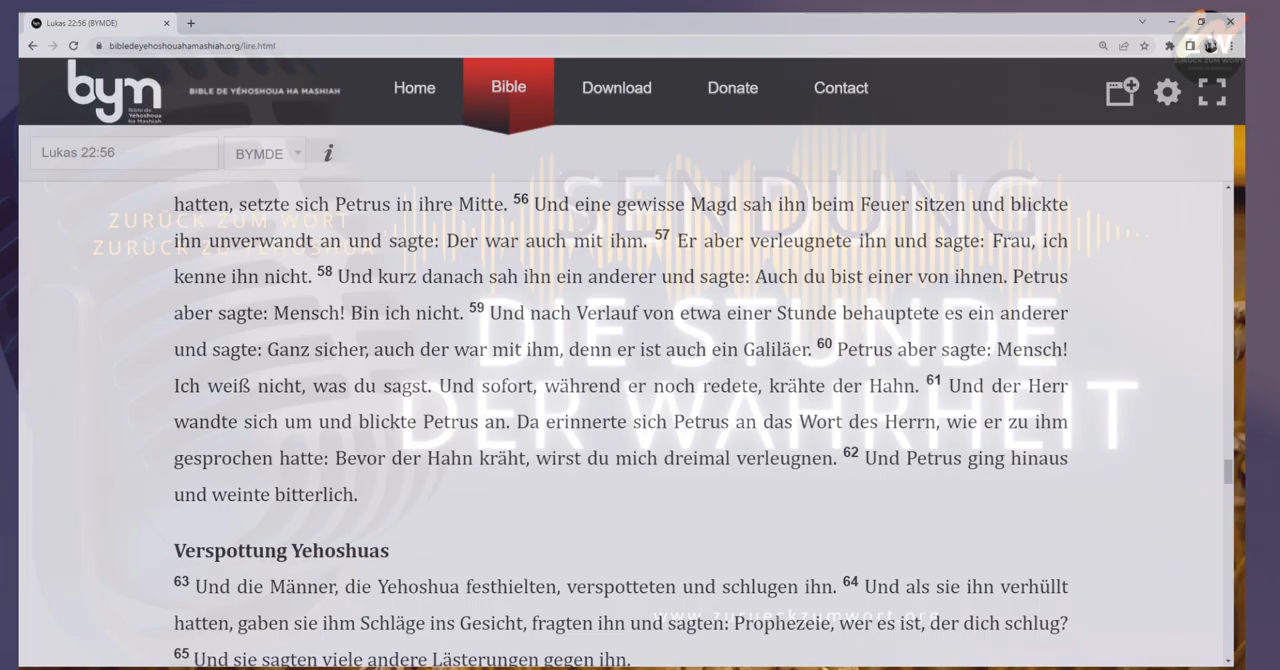 Lukas 22:56 (BYMDE)
bibledeyehoshouahamashiah.org/lire.html
bym
Bible de
Yéhoshoua
ha Mashiah
BIBLE DE YÉHOSHOUA HA MASHIAH
Home Bible Download Donate Contact
ZURÜCK ZUM WORT
Lukas 22:56 BYMDE i
SENDUNG
hatten, setzte sich Petrus in ihre Mitte. 56 Und eine gewisse Magd sah ihn beim Feuer sitzen und blickte
ZURÜCK ZUM WORT
ihn unverwandt an und sagte: Der war auch mit ihm. 57 Er aber verleugnete ihn und sagte: Frau, ich
ZURÜCK ZU YEHOSHUA
kenne ihn nicht. 58 Und kurz danach sah ihn ein anderer und sagte: Auch du bist einer von ihnen. Petrus
aber sagte: Mensch! Bin ich nicht. 59 Und nach Verlauf von etwa einer Stunde behauptete es ein anderer
DIE STUNDE
und sagte: Ganz sicher, auch der war mit ihm, denn er ist auch ein Galiläer. 60 Petrus aber sagte: Mensch!
Ich weiß nicht, was du sagst. Und sofort, während er noch redete, krähte der Hahn. 61 Und der Herr
DER WAHRHEIT
wandte sich um und blickte Petrus an. Da erinnerte sich Petrus an das Wort des Herrn, wie er zu ihm
gesprochen hatte: Bevor der Hahn kräht, wirst du mich dreimal verleugnen. 62 Und Petrus ging hinaus
und weinte bitterlich.
Verspottung Yehoshuas
63 Und die Männer, die Yehoshua festhielten, verspotteten und schlugen ihn. 64 Und als sie ihn verhüllt
www.zurueckzumwort.org
hatten, gaben sie ihm Schläge ins Gesicht, fragten ihn und sagten: Prophezeie, wer es ist, der dich schlug?
65 Und sie sagten viele andere Lästerungen gegen ihn.